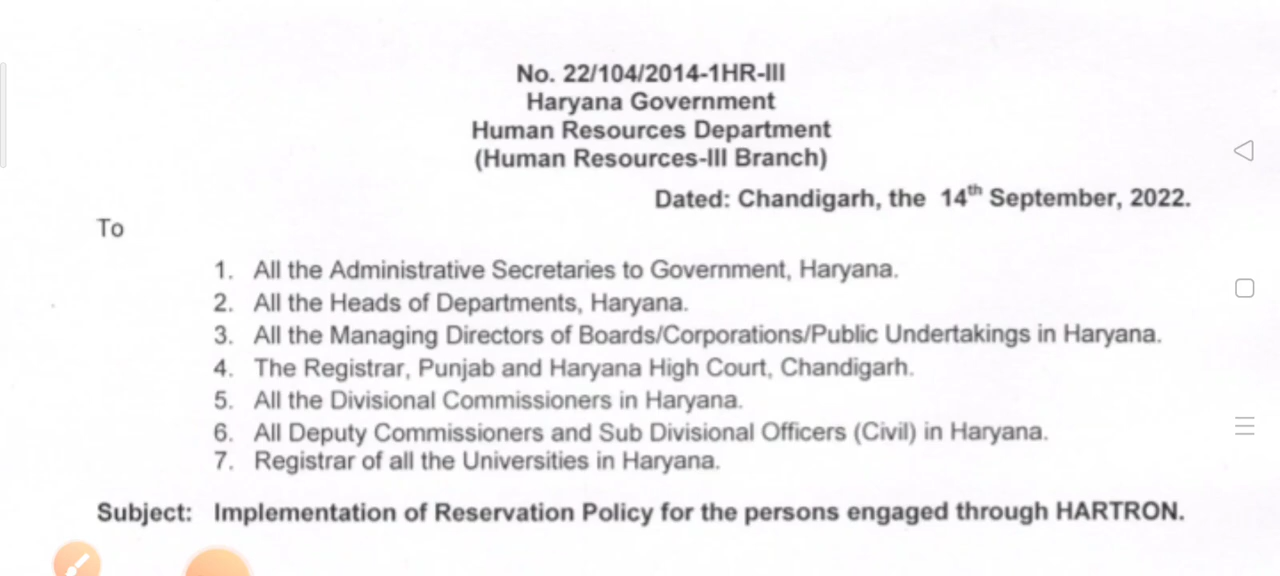 No. 22/104/2014-1HR-III
Haryana Government
Human Resources Department
(Human Resources-III Branch)
Dated: Chandigarh, the 14th September, 2022.
To
1. All the Administrative Secretaries to Government, Haryana.
2. All the Heads of Departments, Haryana.
3. All the Managing Directors of Boards/Corporations/Public Undertakings in Haryana.
4. The Registrar, Punjab and Haryana High Court, Chandigarh.
5. All the Divisional Commissioners in Haryana.
6. All Deputy Commissioners and Sub Divisional Officers (Civil) in Haryana.
7. Registrar of all the Universities in Haryana.
Subject: Implementation of Reservation Policy for the persons engaged through HARTRON.